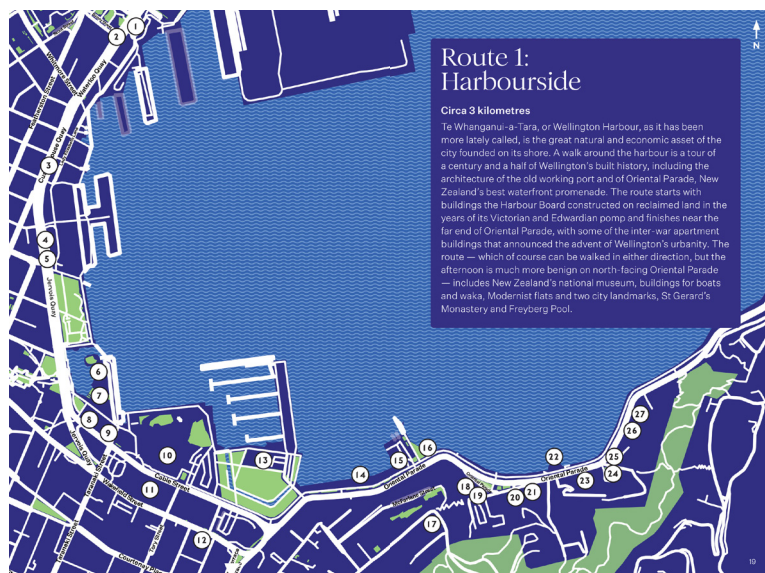 N
Route 1:
Harbourside
Circa 3 kilometres
Te Whanganui-a-Tara, or Wellington Harbour, as it has been
more lately called, is the great natural and economic asset of the
city founded on its shore. A walk around the harbour is a tour of
a century and a half of Wellington's built history, including the
architecture of the old working port and of Oriental Parade, New
Zealand's best waterfront promenade. The route starts with
buildings the Harbour Board constructed on reclaimed land in the
years of its Victorian and Edwardian pomp and finishes near the
far end of Oriental Parade, with some of the inter-war apartment
buildings that announced the advent of Wellington's urbanity. The
route — which of course can be walked in either direction, but the
afternoon is much more benign on north-facing Oriental Parade
— includes New Zealand's national museum, buildings for boats
and waka, Modernist flats and two city landmarks, St Gerard's
Monastery and Freyberg Pool.
1
2
Whitmore Street
Waterloo Quay
Featherston Street
3
4
5
Jervois Quay
6
7
8
9
Jervois Quay
10
Cable Street
11
Wakefield Street
12
Courtenay
13
14
15
16
Oriental Parade
17
18
19
20
21
22
Oriental Parade
23
24
25
26
27
19